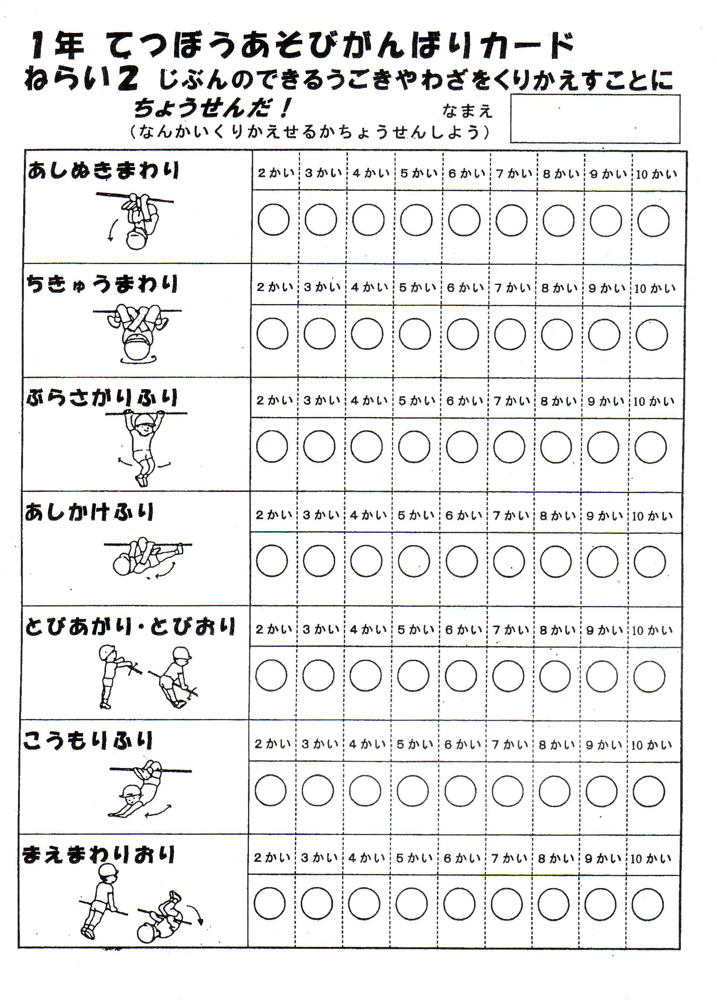 1年 てつぼうあそびがんばりカード
ねらい2 じぶんのできるうごきやわざをくりかえすことに
ちょうせんだ！
なまえ
（なんかいくりかえせるかちょうせんしよう）
あしぬきまわり
2かい 3かい 4かい 5かい 6かい 7かい 8かい 9かい 10かい
ちきゅうまわり
2かい 3かい 4かい 5かい 6かい 7かい 8かい 9かい 10かい
ぶらさがりふり
2かい 3かい 4かい 5かい 6かい 7かい 8かい 9かい 10かい
あしかけふり
2かい 3かい 4かい 5かい 6かい 7かい 8かい 9かい 10かい
とびあがり・とびおり
2かい 3かい 4かい 5かい 6かい 7かい 8かい 9かい 10かい
こうもりふり
2かい 3かい 4かい 5かい 6かい 7かい 8かい 9かい 10かい
まえまわりおり
2かい 3かい 4かい 5かい 6かい 7かい 8かい 9かい 10かい